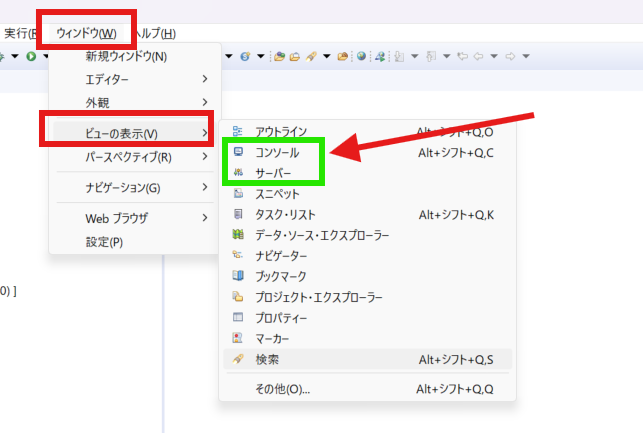 実行(R
ウィンドウ(W)
ヘルプ(H)
新規ウィンドウ(N)
エディター
外観
ビューの表示(V)
パースペクティブ(R)
ナビゲーション(G)
Web ブラウザ
設定(P)
アウトライン Alt+シフト+Q,O
コンソール Alt+シフト+Q,C
サーバー
スニペット
タスク・リスト Alt+シフト+Q,K
データ・ソース・エクスプローラー
ナビゲーター
ブックマーク
プロジェクト・エクスプローラー
プロパティー
マーカー
検索 Alt+シフト+Q,S
その他(O)... Alt+シフト+Q,Q
0) ]